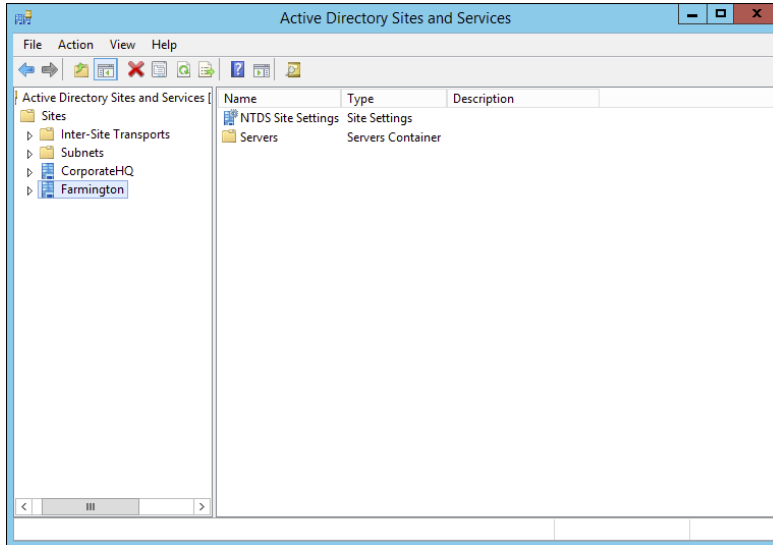 Active Directory Sites and Services
File Action View Help
Active Directory Sites and Services [
Sites
Inter-Site Transports
Subnets
CorporateHQ
Farmington
Name Type Description
NTDS Site Settings Site Settings
Servers Servers Container